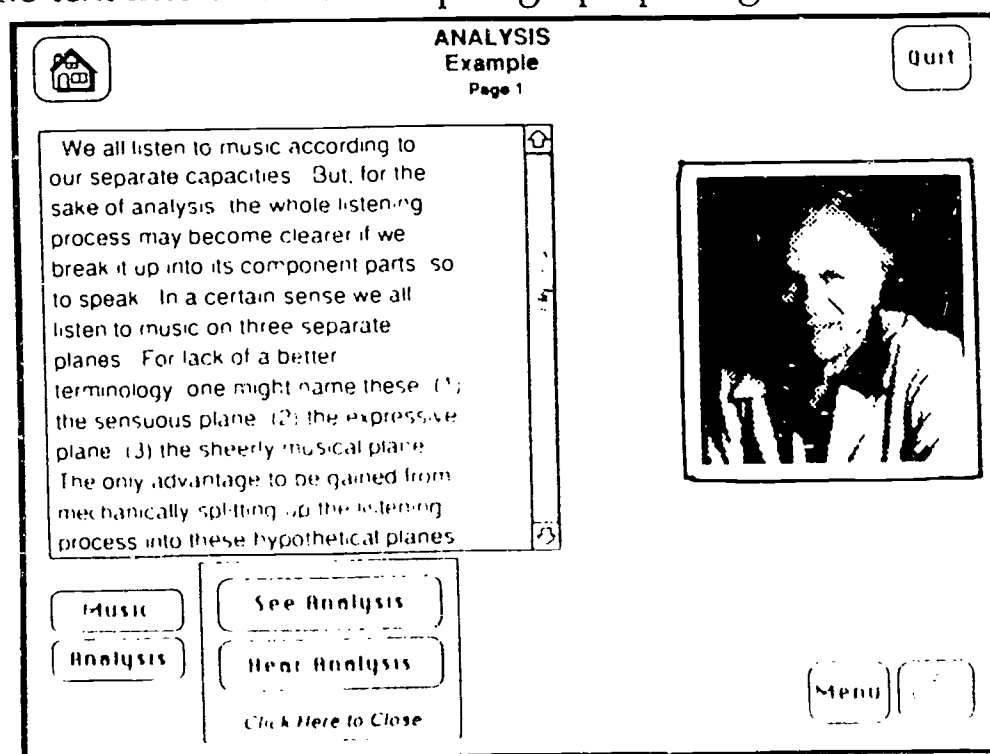 ANALYSIS
Example
Page 1
Quit
We all listen to music according to
our separate capacities But, for the
sake of analysis the whole listening
process may become clearer if we
break it up into its component parts so
to speak In a certain sense we all
listen to music on three separate
planes For lack of a better
terminology one might name these (1)
the sensuous plane (2) the expressive
plane (3) the sheerly musical plane
The only advantage to be gained from
mechanically splitting up the listening
process into these hypothetical planes
Music
Analysis
See Analysis
Hear Analysis
Click Here to Close
Menu